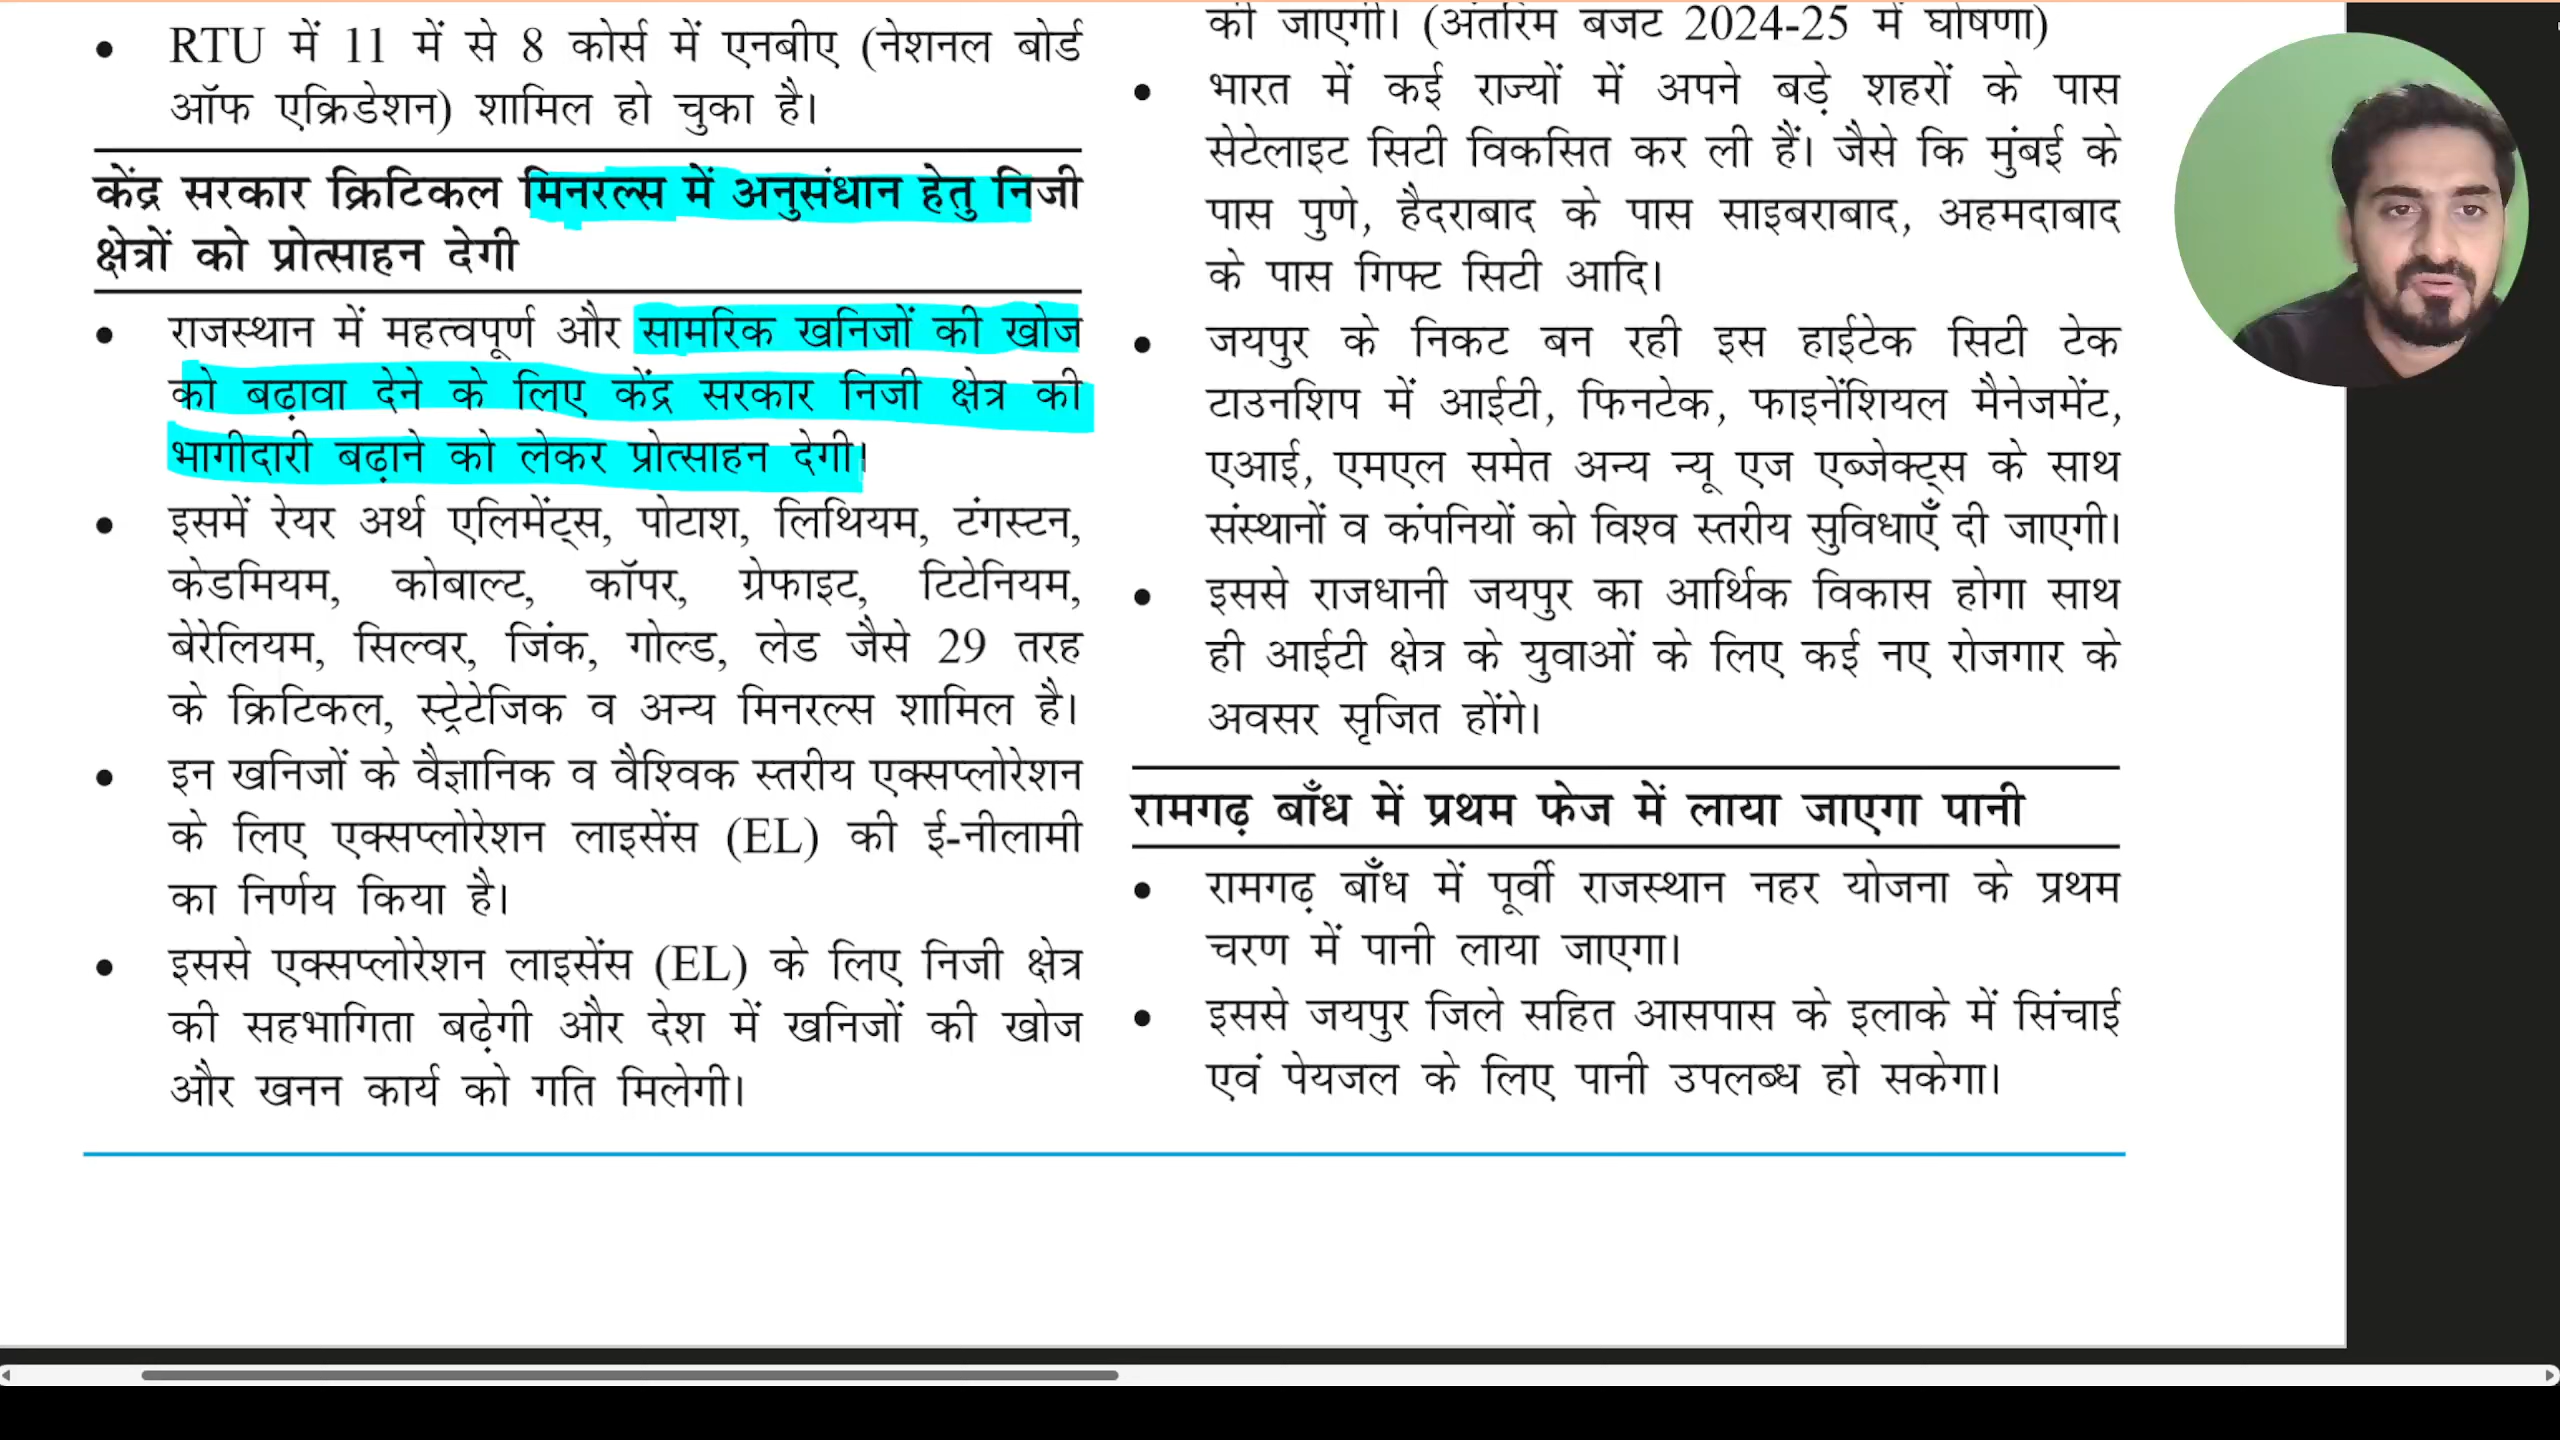 • RTU में 11 में से 8 कोर्स में एनबीए (नेशनल बोर्ड
ऑफ एक्रिडेशन) शामिल हो चुका है।
केंद्र सरकार क्रिटिकल मिनरल्स में अनुसंधान हेतु निजी
क्षेत्रों को प्रोत्साहन देगी
• राजस्थान में महत्वपूर्ण और सामरिक खनिजों की खोज
को बढ़ावा देने के लिए केंद्र सरकार निजी क्षेत्र की
भागीदारी बढ़ाने को लेकर प्रोत्साहन देगी।
• इसमें रेयर अर्थ एलिमेंट्स, पोटाश, लिथियम, टंगस्टन,
केडमियम, कोबाल्ट, कॉपर, ग्रेफाइट, टिटेनियम,
बेरेलियम, सिल्वर, जिंक, गोल्ड, लेड जैसे 29 तरह
के क्रिटिकल, स्ट्रेटेजिक व अन्य मिनरल्स शामिल है।
• इन खनिजों के वैज्ञानिक व वैश्विक स्तरीय एक्सप्लोरेशन
के लिए एक्सप्लोरेशन लाइसेंस (EL) की ई-नीलामी
का निर्णय किया है।
• इससे एक्सप्लोरेशन लाइसेंस (EL) के लिए निजी क्षेत्र
की सहभागिता बढ़ेगी और देश में खनिजों की खोज
और खनन कार्य को गति मिलेगी।
की जाएगी। (अंतरिम बजट 2024-25 में घोषणा)
• भारत में कई राज्यों में अपने बड़े शहरों के पास
सेटेलाइट सिटी विकसित कर ली हैं। जैसे कि मुंबई के
पास पुणे, हैदराबाद के पास साइबराबाद, अहमदाबाद
के पास गिफ्ट सिटी आदि।
• जयपुर के निकट बन रही इस हाईटेक सिटी टेक
टाउनशिप में आईटी, फिनटेक, फाइनेंशियल मैनेजमेंट,
एआई, एमएल समेत अन्य न्यू एज एब्जेक्ट्स के साथ
संस्थानों व कंपनियों को विश्व स्तरीय सुविधाएँ दी जाएगी।
• इससे राजधानी जयपुर का आर्थिक विकास होगा साथ
ही आईटी क्षेत्र के युवाओं के लिए कई नए रोजगार के
अवसर सृजित होंगे।
रामगढ़ बाँध में प्रथम फेज में लाया जाएगा पानी
• रामगढ़ बाँध में पूर्वी राजस्थान नहर योजना के प्रथम
चरण में पानी लाया जाएगा।
• इससे जयपुर जिले सहित आसपास के इलाके में सिंचाई
एवं पेयजल के लिए पानी उपलब्ध हो सकेगा।